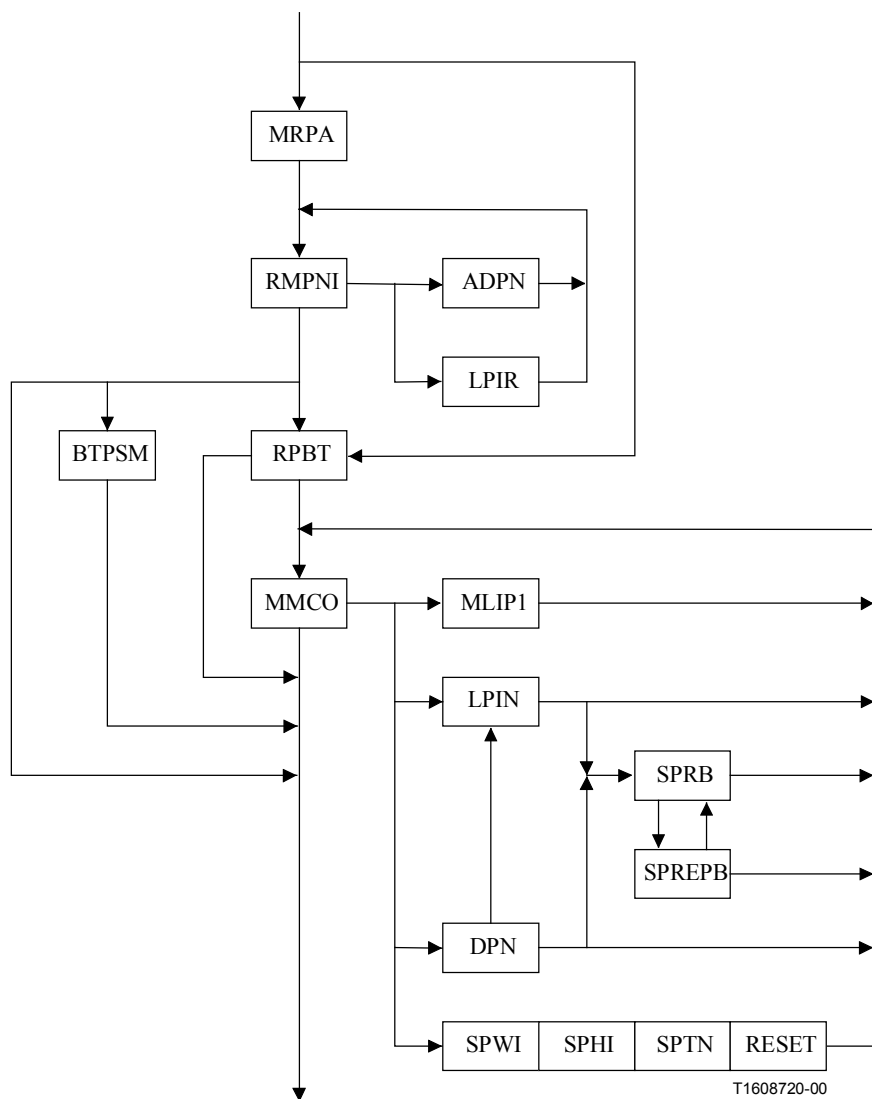 MRPA
RMPNI
ADPN
LPIR
BTPSM
RPBT
MMCO
MLIP1
LPIN
SPRB
SPREPB
DPN
SPWI
SPHI
SPTN
RESET
T1608720-00